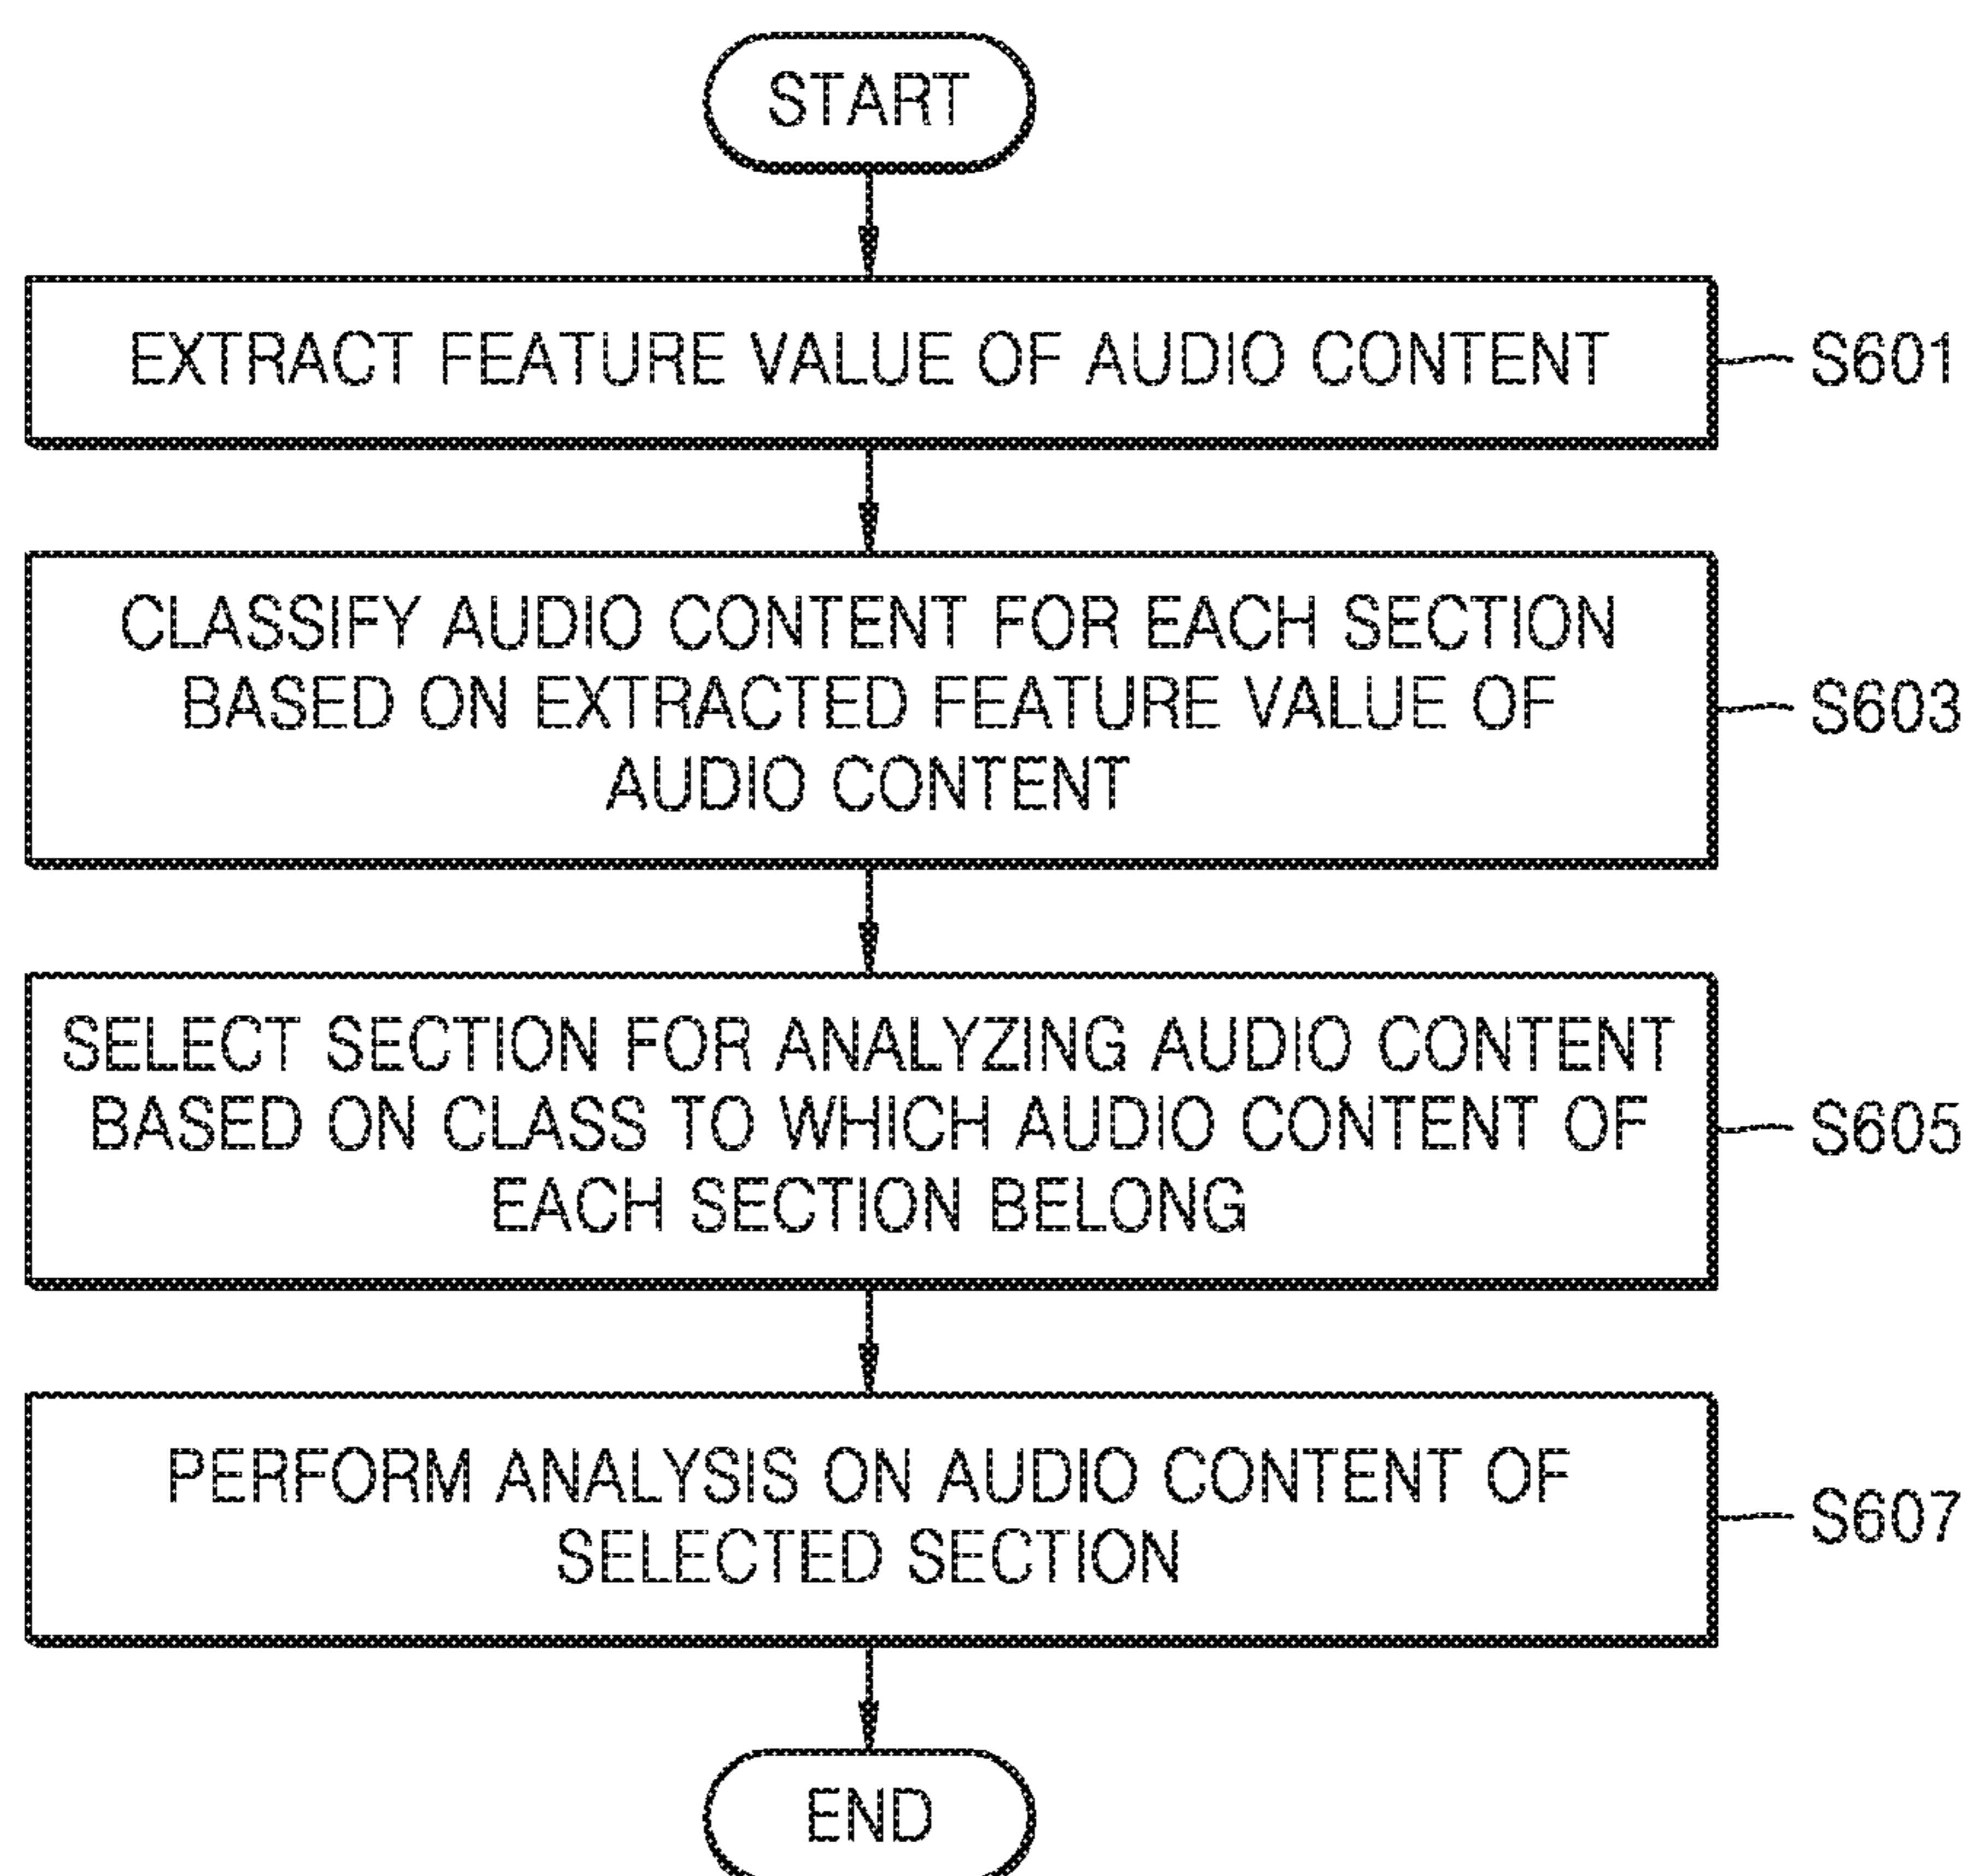 START
EXTRACT FEATURE VALUE OF AUDIO CONTENT
S601
CLASSIFY AUDIO CONTENT FOR EACH SECTION
BASED ON EXTRACTED FEATURE VALUE OF
AUDIO CONTENT
S603
SELECT SECTION FOR ANALYZING AUDIO CONTENT
BASED ON CLASS TO WHICH AUDIO CONTENT OF
EACH SECTION BELONG
S605
PERFORM ANALYSIS ON AUDIO CONTENT OF
SELECTED SECTION
S607
END